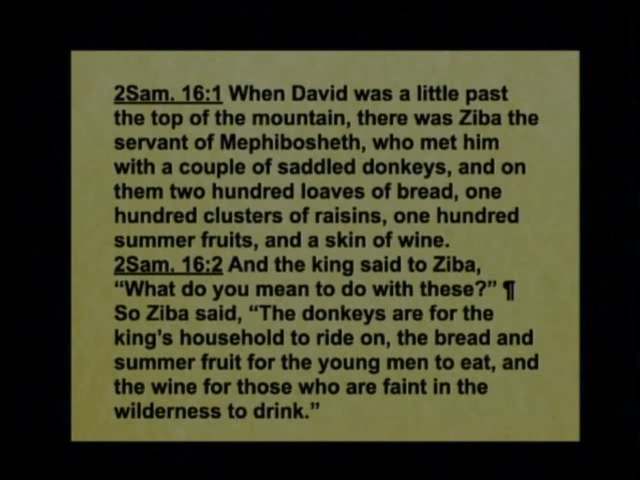 2Sam. 16:1 When David was a little past
the top of the mountain, there was Ziba the
servant of Mephibosheth, who met him
with a couple of saddled donkeys, and on
them two hundred loaves of bread, one
hundred clusters of raisins, one hundred
summer fruits, and a skin of wine.
2Sam. 16:2 And the king said to Ziba,
“What do you mean to do with these?” ¶
So Ziba said, “The donkeys are for the
king’s household to ride on, the bread and
summer fruit for the young men to eat, and
the wine for those who are faint in the
wilderness to drink.”